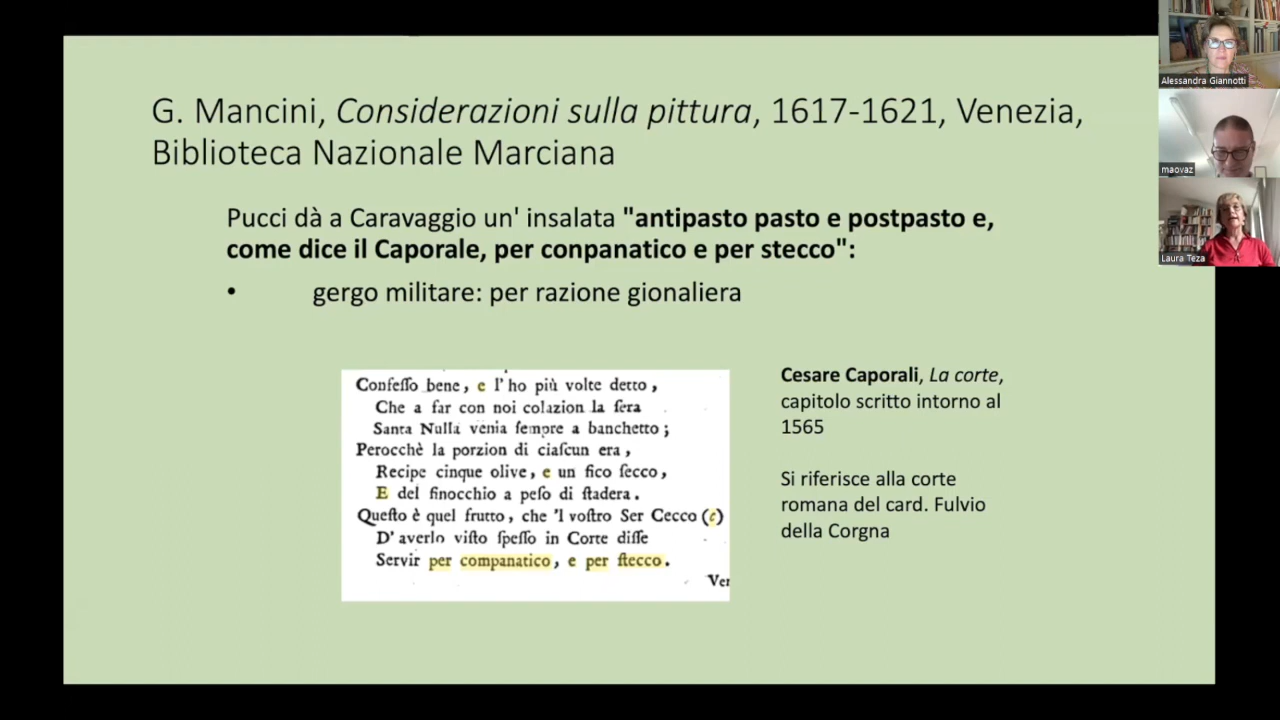 G. Mancini, Considerazioni sulla pittura, 1617-1621, Venezia,
Biblioteca Nazionale Marciana
Pucci dà a Caravaggio un' insalata "antipasto pasto e postpasto e,
come dice il Caporale, per conpanatico e per stecco":
• gergo militare: per razione gionaliera
Confeſſo bene, e l'ho più volte detto,
Che a far con noi colazion la ſera
Santa Nulla venia ſempre a banchetto;
Perocchè la porzion di ciaſcun era,
Recipe cinque olive, e un fico ſecco,
E del finocchio a peſo di ſtadera.
Queſto è quel frutto, che 'l voſtro Ser Cecco (c)
D' averlo viſto ſpeſſo in Corte diſſe
Servir per companatico, e per ſtecco.
Ver
Cesare Caporali, La corte,
capitolo scritto intorno al
1565
Si riferisce alla corte
romana del card. Fulvio
della Corgna
Alessandra Giannotti
maovaz
Laura Teza